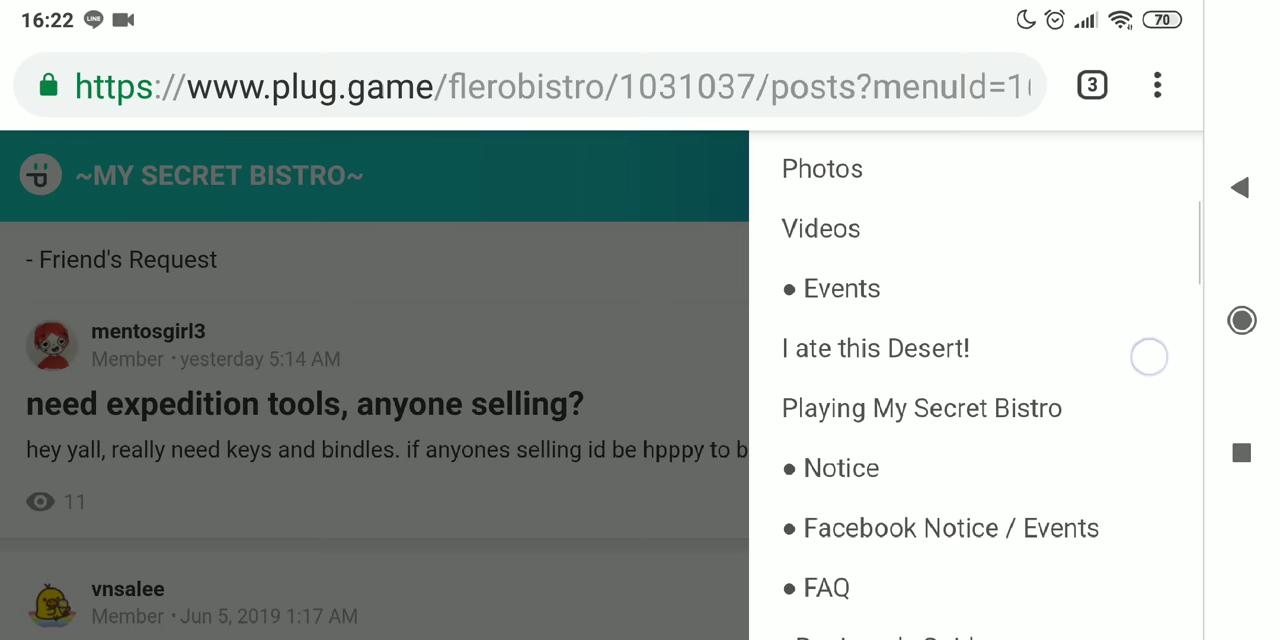 16:22 LINE 70
https://www.plug.game/flerobistro/1031037/posts?menuId=1 3
~MY SECRET BISTRO~
- Friend's Request
mentosgirl3
Member · yesterday 5:14 AM
need expedition tools, anyone selling?
hey yall, really need keys and bindles. if anyones selling id be hpppy to b
11
vnsalee
Member · Jun 5, 2019 1:17 AM
Photos
Videos
● Events
I ate this Desert!
Playing My Secret Bistro
● Notice
● Facebook Notice / Events
● FAQ